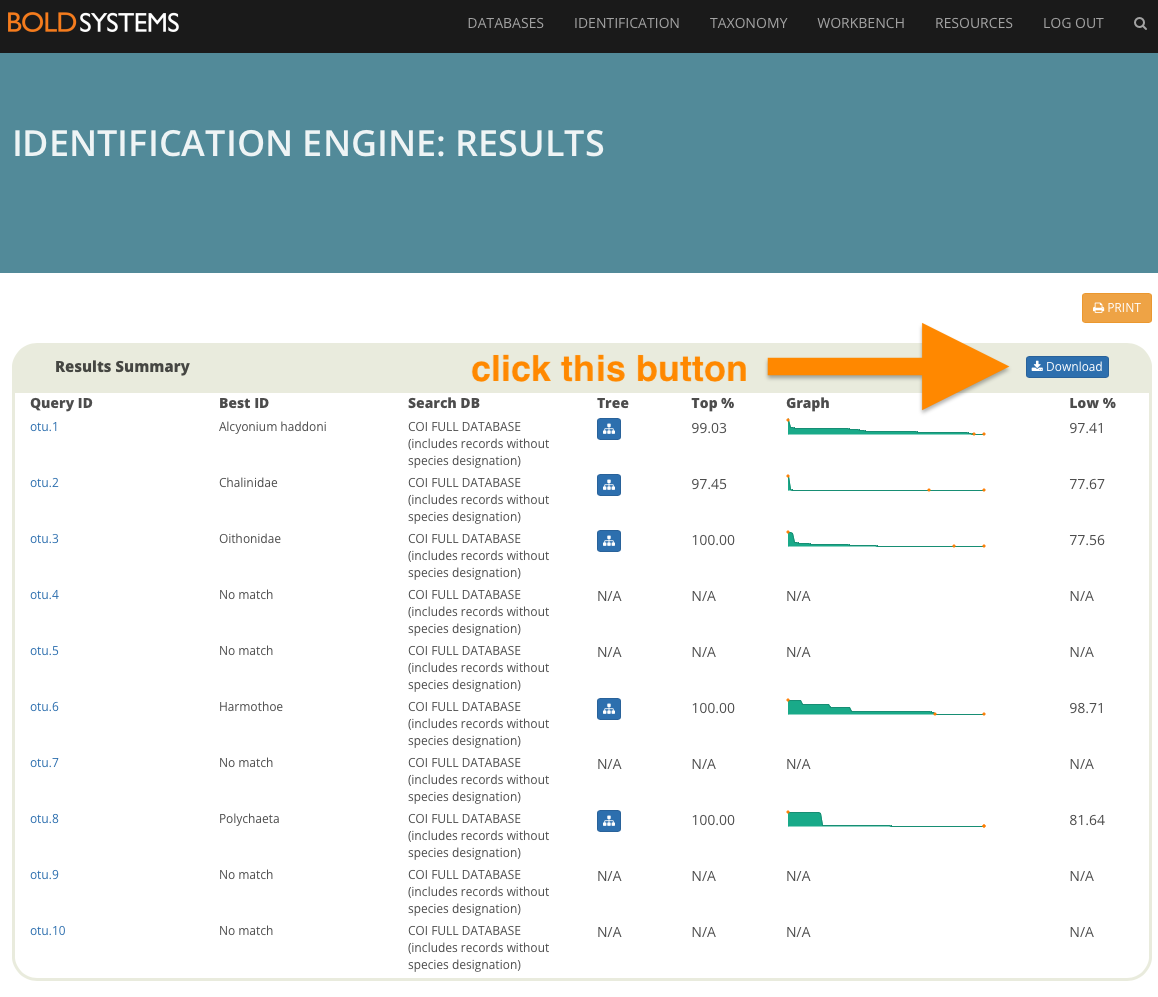 BOLDSYSTEMS DATABASES IDENTIFICATION TAXONOMY WORKBENCH RESOURCES LOG OUT
IDENTIFICATION ENGINE: RESULTS
PRINT
Results Summary click this button Download
Query ID Best ID Search DB Tree Top % Graph Low %
otu.1 Alcyonium haddoni COI FULL DATABASE 99.03 97.41
(includes records without
species designation)
otu.2 Chalinidae COI FULL DATABASE 97.45 77.67
(includes records without
species designation)
otu.3 Oithonidae COI FULL DATABASE 100.00 77.56
(includes records without
species designation)
otu.4 No match COI FULL DATABASE N/A N/A N/A N/A
(includes records without
species designation)
otu.5 No match COI FULL DATABASE N/A N/A N/A N/A
(includes records without
species designation)
otu.6 Harmothoe COI FULL DATABASE 100.00 98.71
(includes records without
species designation)
otu.7 No match COI FULL DATABASE N/A N/A N/A N/A
(includes records without
species designation)
otu.8 Polychaeta COI FULL DATABASE 100.00 81.64
(includes records without
species designation)
otu.9 No match COI FULL DATABASE N/A N/A N/A N/A
(includes records without
species designation)
otu.10 No match COI FULL DATABASE N/A N/A N/A N/A
(includes records without
species designation)